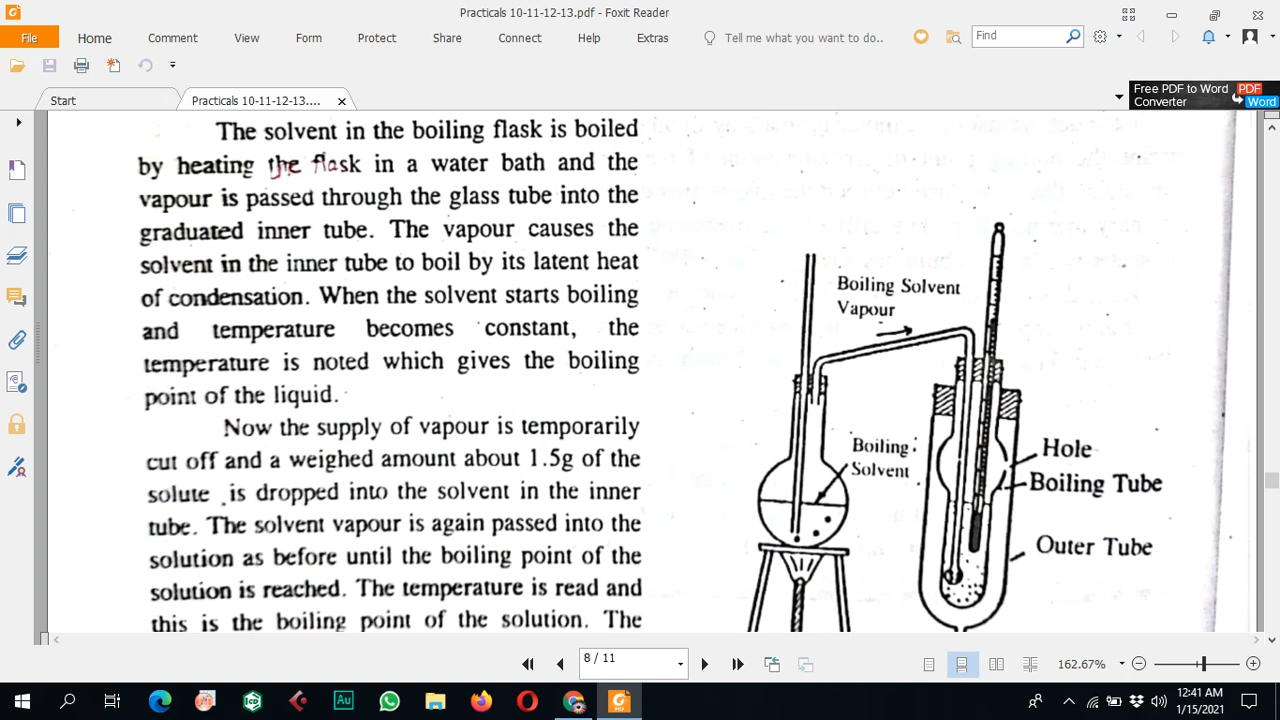 Practicals 10-11-12-13.pdf - Foxit Reader
File Home Comment View Form Protect Share Connect Help Extras Tell me what you want to do.. Find
Start Practicals 10-11-12-13....
Free PDF to Word
Converter
PDF
Word
The solvent in the boiling flask is boiled
by heating the flask in a water bath and the
vapour is passed through the glass tube into the
graduated inner tube. The vapour causes the
solvent in the inner tube to boil by its latent heat
of condensation. When the solvent starts boiling
and temperature becomes constant, the
temperature is noted which gives the boiling
point of the liquid.
Now the supply of vapour is temporarily
cut off and a weighed amount about 1.5g of the
solute is dropped into the solvent in the inner
tube. The solvent vapour is again passed into the
solution as before until the boiling point of the
solution is reached. The temperature is read and
this is the boiling point of the solution. The
Boiling Solvent
Vapour
Boiling
Solvent
Hole
Boiling Tube
Outer Tube
8 / 11
162.67%
Au
12:41 AM
1/15/2021